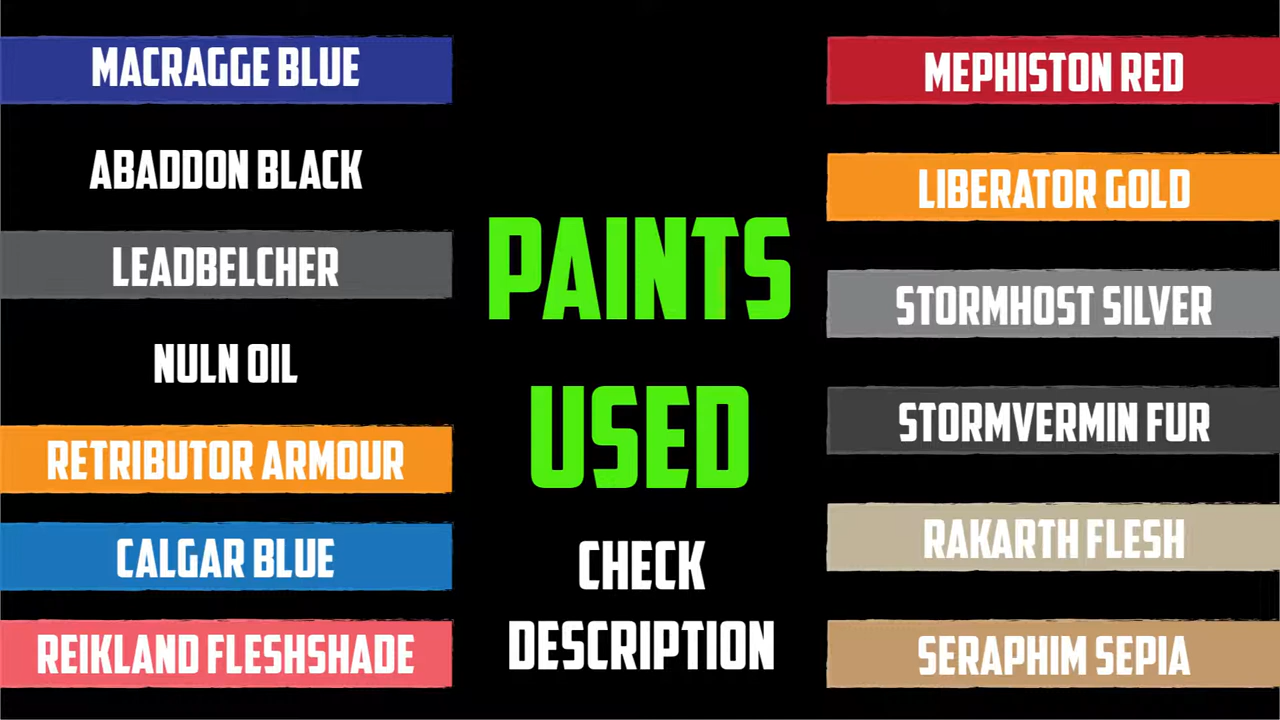 MACRAGGE BLUE
ABADDON BLACK
LEADBELCHER
NULN OIL
RETRIBUTOR ARMOUR
CALGAR BLUE
REIKLAND FLESHSHADE
PAINTS
USED
CHECK
DESCRIPTION
MEPHISTON RED
LIBERATOR GOLD
STORMHOST SILVER
STORMVERMIN FUR
RAKARTH FLESH
SERAPHIM SEPIA